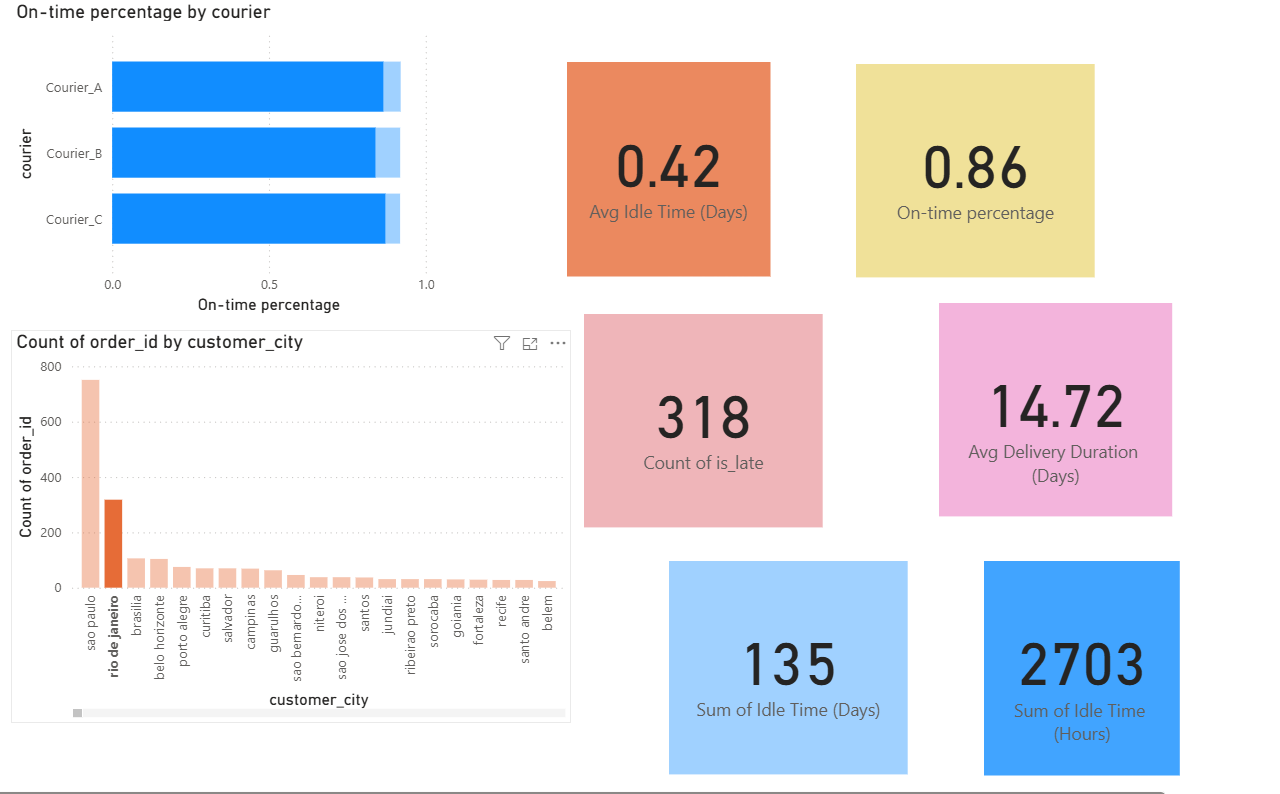 On-time percentage by courier
courier
Courier_A
Courier_B
Courier_C
0.0 0.5 1.0
On-time percentage
0.42
Avg Idle Time (Days)
0.86
On-time percentage
Count of order_id by customer_city
Count of order_id
800
600
400
200
0
sao paulo
rio de janeiro
brasilia
belo horizonte
porto alegre
curitiba
salvador
campinas
guarulhos
sao bernardo...
niteroi
sao jose dos ...
santos
jundiai
ribeirao preto
sorocaba
goiania
fortaleza
recife
santo andre
belem
customer_city
318
Count of is_late
14.72
Avg Delivery Duration
(Days)
135
Sum of Idle Time (Days)
2703
Sum of Idle Time
(Hours)